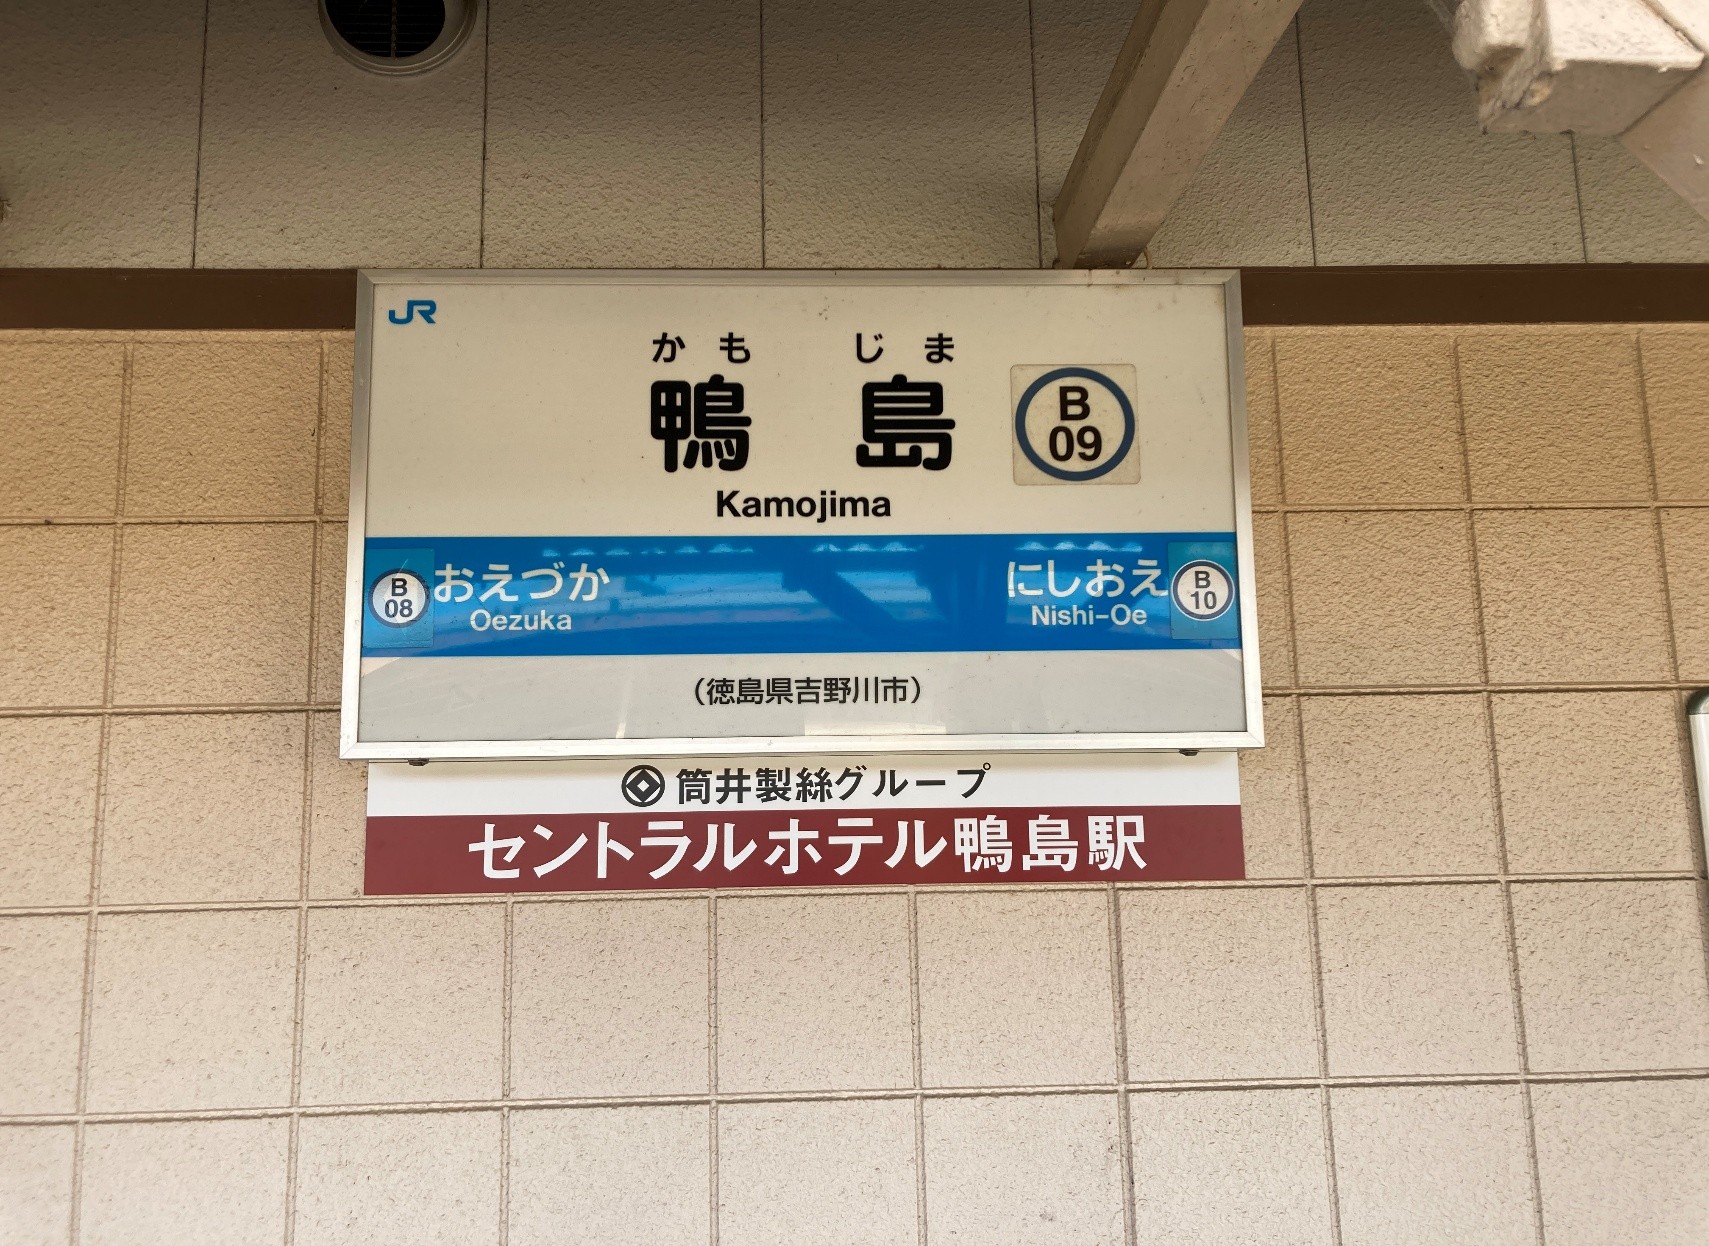 JR
かもじま
鴨島
B
09
Kamojima
B
08
おえづか
Oezuka
にしおえ
Nishi-Oe
B
10
(徳島県吉野川市)
筒井製絲グループ
セントラルホテル鴨島駅